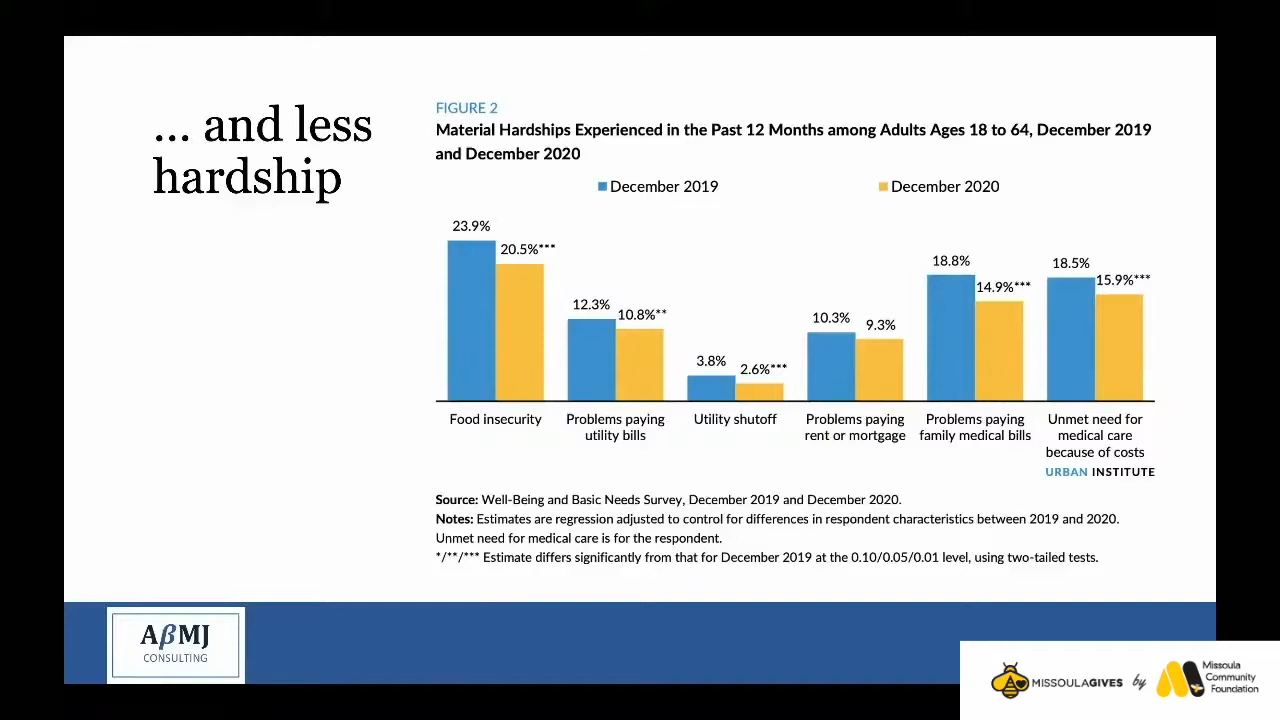 ... and less
hardship
FIGURE 2
Material Hardships Experienced in the Past 12 Months among Adults Ages 18 to 64, December 2019
and December 2020
December 2019
December 2020
23.9%
20.5%***
12.3%
10.8%**
3.8%
2.6%***
10.3%
9.3%
18.8%
14.9%***
18.5%
15.9%***
Food insecurity
Problems paying
utility bills
Utility shutoff
Problems paying
rent or mortgage
Problems paying
family medical bills
Unmet need for
medical care
because of costs
URBAN INSTITUTE
Source: Well-Being and Basic Needs Survey, December 2019 and December 2020.
Notes: Estimates are regression adjusted to control for differences in respondent characteristics between 2019 and 2020.
Unmet need for medical care is for the respondent.
*/**/*** Estimate differs significantly from that for December 2019 at the 0.10/0.05/0.01 level, using two-tailed tests.
AβMJ
CONSULTING
MISSOULAGIVES by
Missoula
Community
Foundation